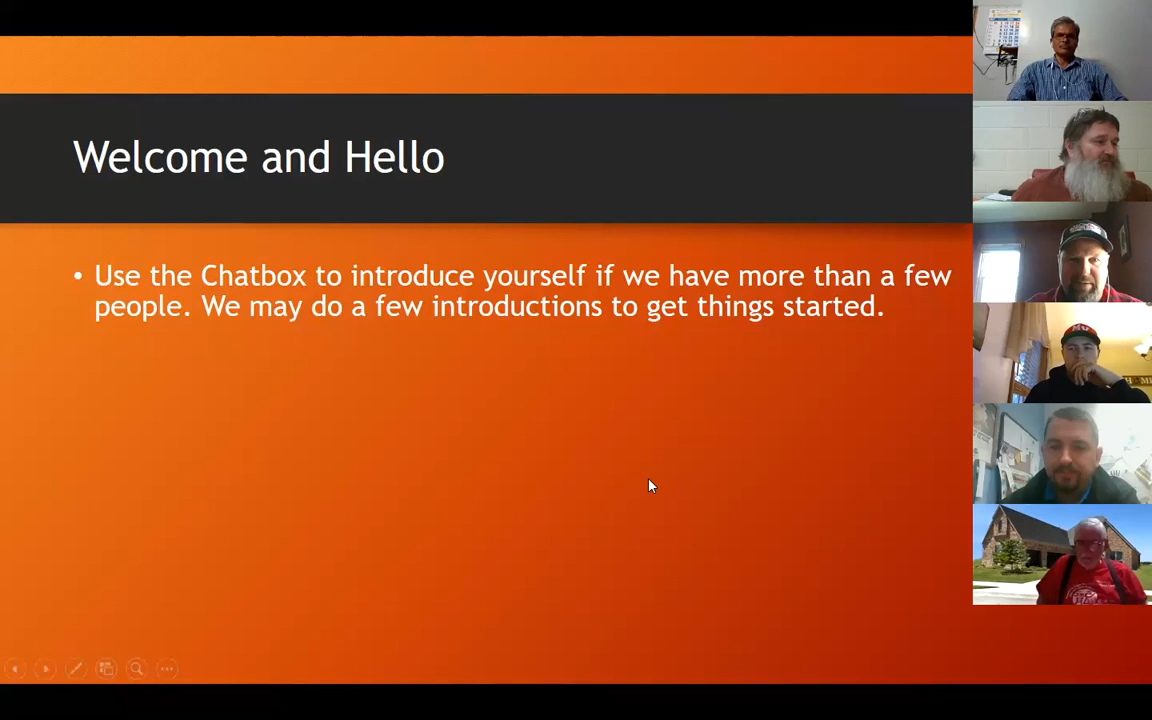 Welcome and Hello
• Use the Chatbox to introduce yourself if we have more than a few
people. We may do a few introductions to get things started.